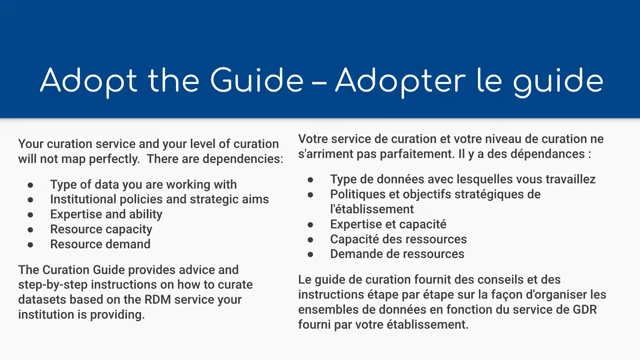 Adopt the Guide – Adopter le guide
Your curation service and your level of curation
will not map perfectly.  There are dependencies:
● Type of data you are working with
● Institutional policies and strategic aims
● Expertise and ability
● Resource capacity
● Resource demand
The Curation Guide provides advice and
step-by-step instructions on how to curate
datasets based on the RDM service your
institution is providing.
Votre service de curation et votre niveau de curation ne
s'arriment pas parfaitement. Il y a des dépendances :
● Type de données avec lesquelles vous travaillez
● Politiques et objectifs stratégiques de
l'établissement
● Expertise et capacité
● Capacité des ressources
● Demande de ressources
Le guide de curation fournit des conseils et des
instructions étape par étape sur la façon d'organiser les
ensembles de données en fonction du service de GDR
fourni par votre établissement.